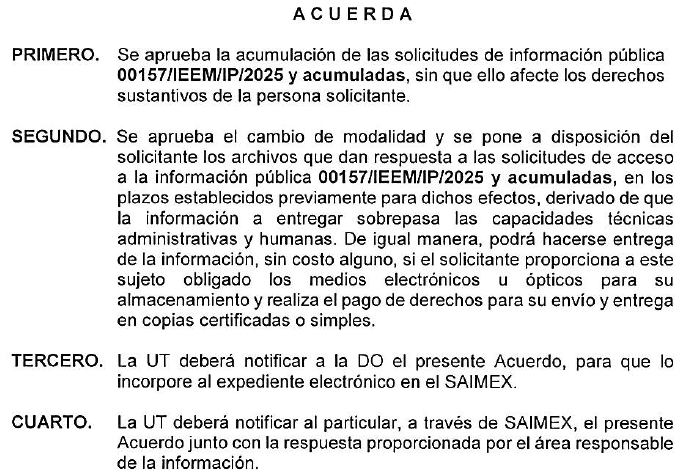 A C U E R D A
PRIMERO. Se aprueba la acumulación de las solicitudes de información pública
00157/IEEM/IP/2025 y acumuladas, sin que ello afecte los derechos
sustantivos de la persona solicitante.
SEGUNDO. Se aprueba el cambio de modalidad y se pone a disposición del
solicitante los archivos que dan respuesta a las solicitudes de acceso
a la información pública 00157/IEEM/IP/2025 y acumuladas, en los
plazos establecidos previamente para dichos efectos, derivado de que
la información a entregar sobrepasa las capacidades técnicas
administrativas y humanas. De igual manera, podrá hacerse entrega
de la información, sin costo alguno, si el solicitante proporciona a este
sujeto obligado los medios electrónicos u ópticos para su
almacenamiento y realiza el pago de derechos para su envío y entrega
en copias certificadas o simples.
TERCERO. La UT deberá notificar a la DO el presente Acuerdo, para que lo
incorpore al expediente electrónico en el SAIMEX.
CUARTO. La UT deberá notificar al particular, a través de SAIMEX, el presente
Acuerdo junto con la respuesta proporcionada por el área responsable
de la información.